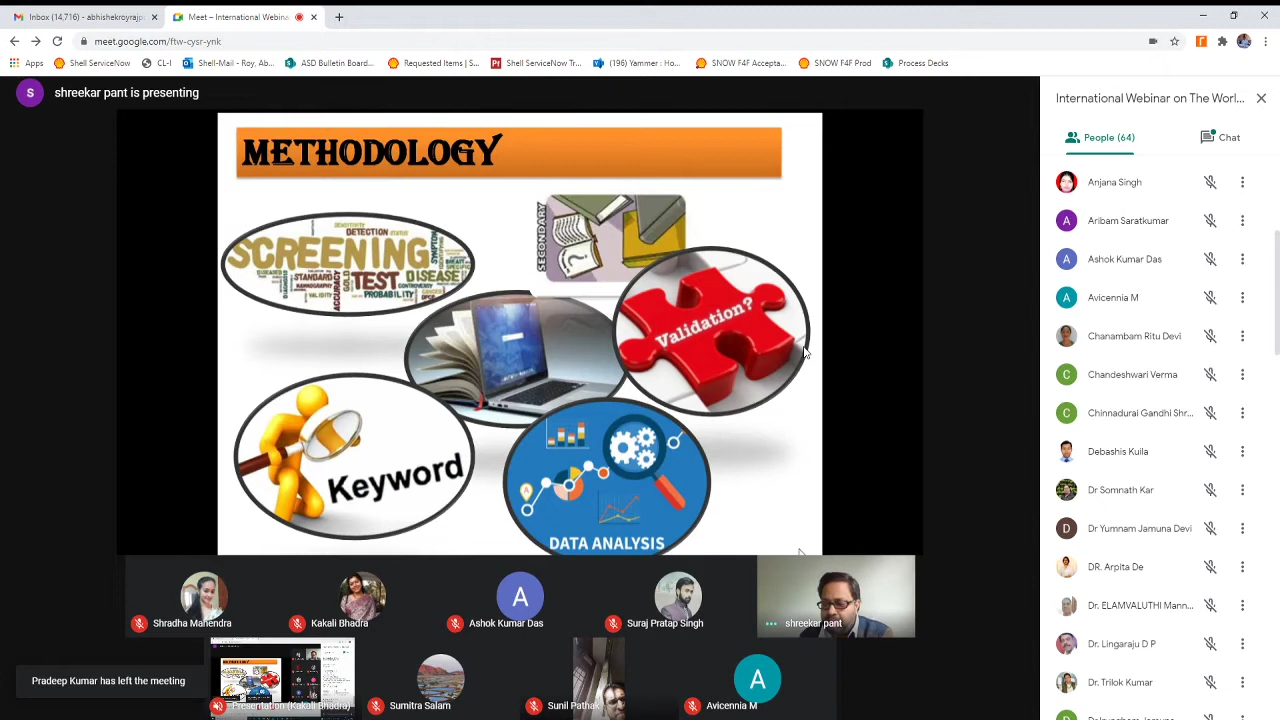 Inbox (14,716) - abhishekroyrajp
Meet – International Webina
meet.google.com/ftw-cysr-ynk
Apps
Shell ServiceNow
CL-I
Shell-Mail - Roy, Ab...
ASD Bulletin Board...
Requested Items | S...
Shell ServiceNow Tr...
(196) Yammer : Ho...
SNOW F4F Accepta...
SNOW F4F Prod
Process Decks
S
shreekar pant is presenting
International Webinar on The Worl...
People (64)
Chat
METHODOLOGY
SCREENING
DETECTION
TEST
DISEASE
STANDARD
ACCURACY
GOLD
SYMPTOM
PROBABILITY
VALIDITY
SECONDARY
Validation?
Keyword
A
DATA ANALYSIS
Anjana Singh
A
Aribam Saratkumar
Ashok Kumar Das
A
Avicennia M
Chanambam Ritu Devi
C
Chandeshwari Verma
C
Chinnadurai Gandhi Shr...
Debashis Kuila
Dr Somnath Kar
D
Dr Yumnam Jamuna Devi
DR. Arpita De
Dr. ELAMVALUTHI Mann...
Dr. Lingaraju D P
Dr. Trilok Kumar
Shradha Mahendra
Kakali Bhadra
A
Ashok Kumar Das
Suraj Pratap Singh
shreekar pant
Pradeep Kumar has left the meeting
Presentation (Kakali Bhadra)
Sumitra Salam
Sunil Pathak
A
Avicennia M